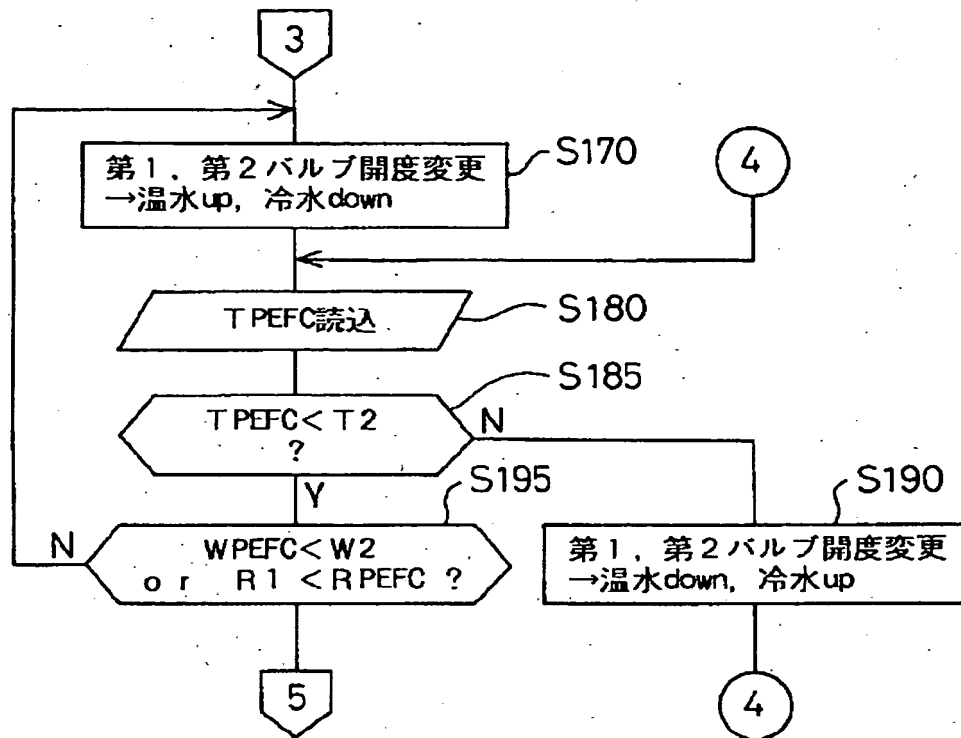 3
第1，第2バルブ開度変更
→温水up，冷水down
S170
4
TPEFC読込
S180
TPEFC<T2
?
S185
N
Y
S195
S190
N
WPEFC<W2
or R1<RPEFC ?
第1，第2バルブ開度変更
→温水down，冷水up
5
4